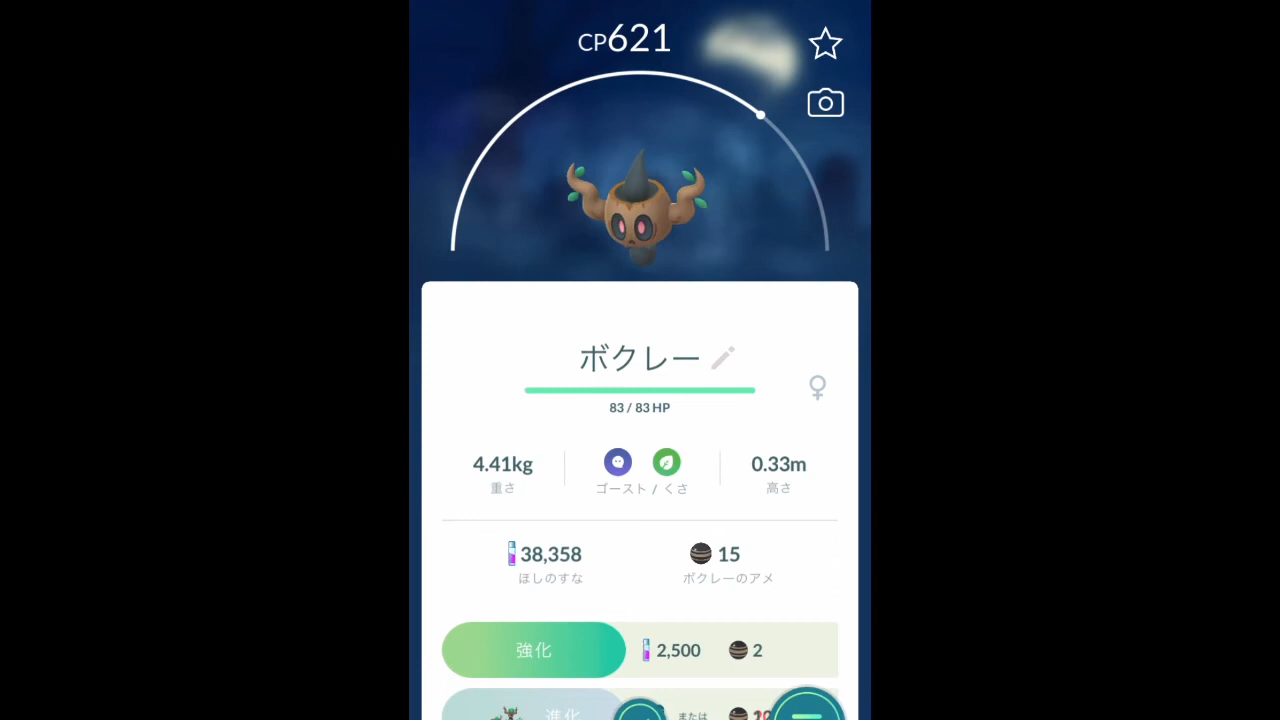 CP621
ボクレー
83 / 83 HP
4.41kg
重さ
ゴースト / くさ
0.33m
高さ
38,358
ほしのすな
15
ボクレーのアメ
強化
2,500
2
進化
または